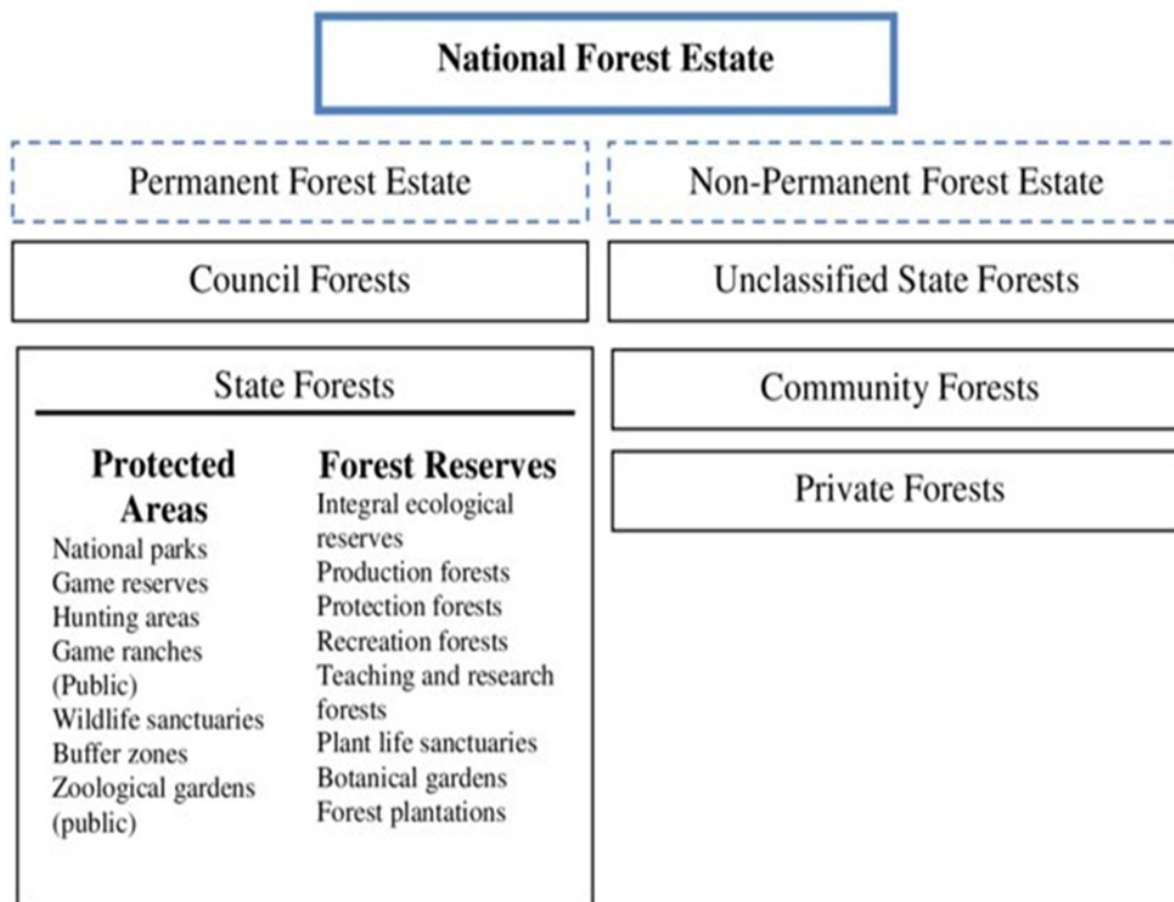 National Forest Estate
Permanent Forest Estate
Non-Permanent Forest Estate
Council Forests
Unclassified State Forests
State Forests
Protected
Areas
National parks
Game reserves
Hunting areas
Game ranches
(Public)
Wildlife sanctuaries
Buffer zones
Zoological gardens
(public)
Forest Reserves
Integral ecological
reserves
Production forests
Protection forests
Recreation forests
Teaching and research
forests
Plant life sanctuaries
Botanical gardens
Forest plantations
Community Forests
Private Forests